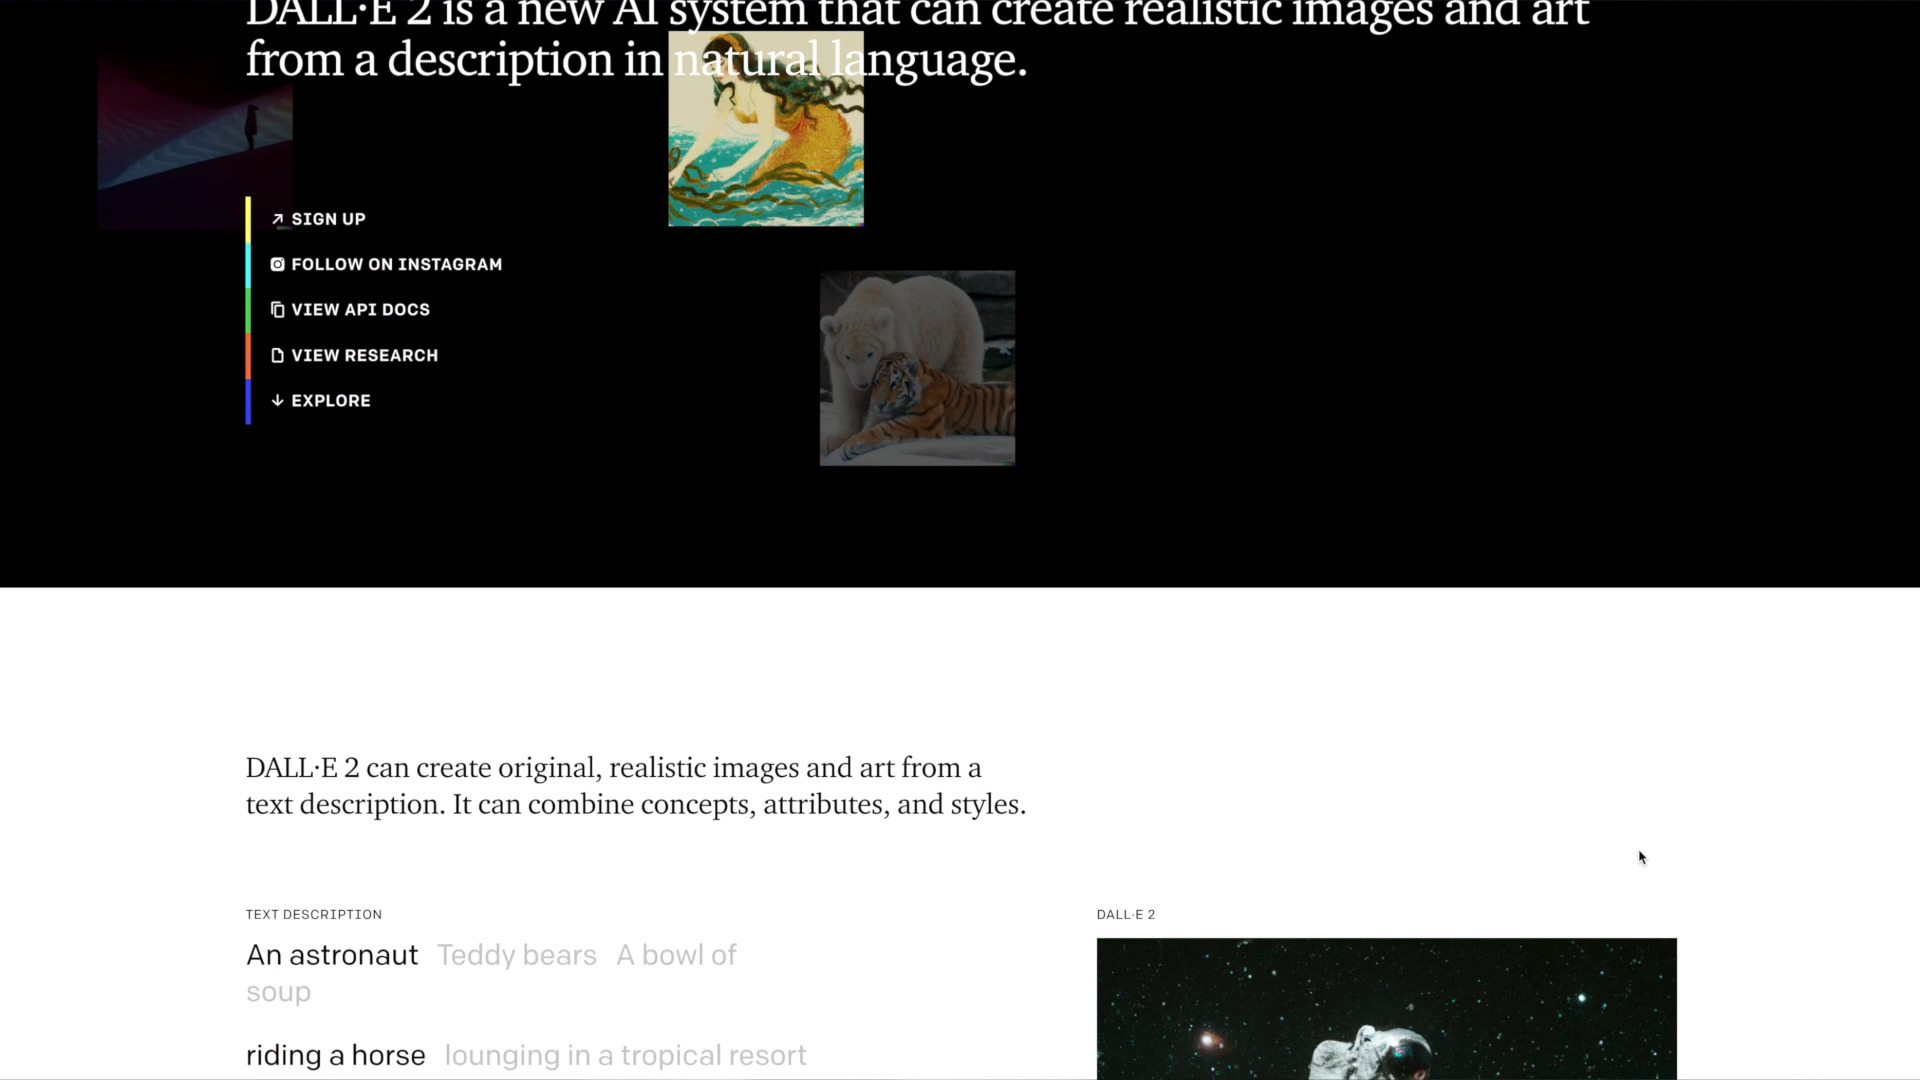 DALL·E 2 is a new AI system that can create realistic images and art
from a description in natural language.
SIGN UP
FOLLOW ON INSTAGRAM
VIEW API DOCS
VIEW RESEARCH
EXPLORE
DALL·E 2 can create original, realistic images and art from a
text description. It can combine concepts, attributes, and styles.
TEXT DESCRIPTION
An astronaut Teddy bears A bowl of
soup
riding a horse lounging in a tropical resort
DALL·E 2